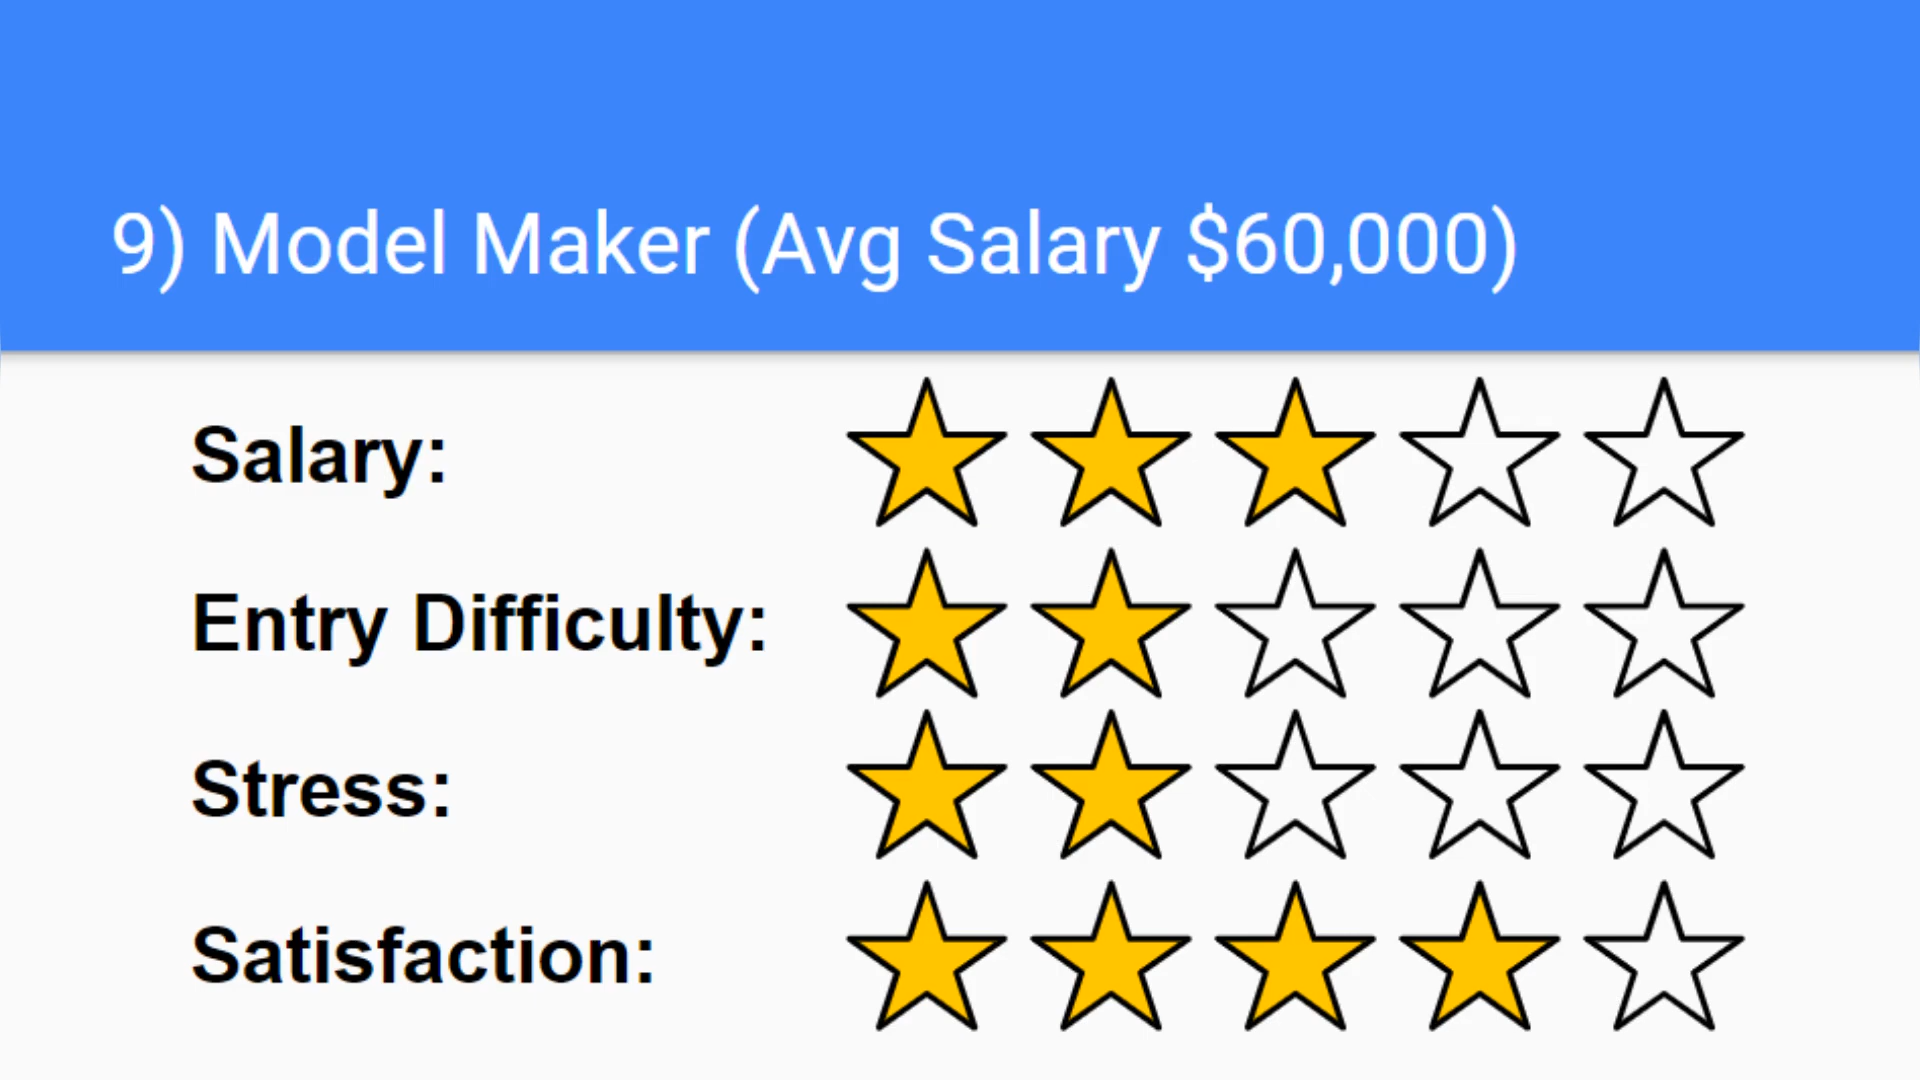 9) Model Maker (Avg Salary $60,000)
Salary:
Entry Difficulty:
Stress:
Satisfaction: